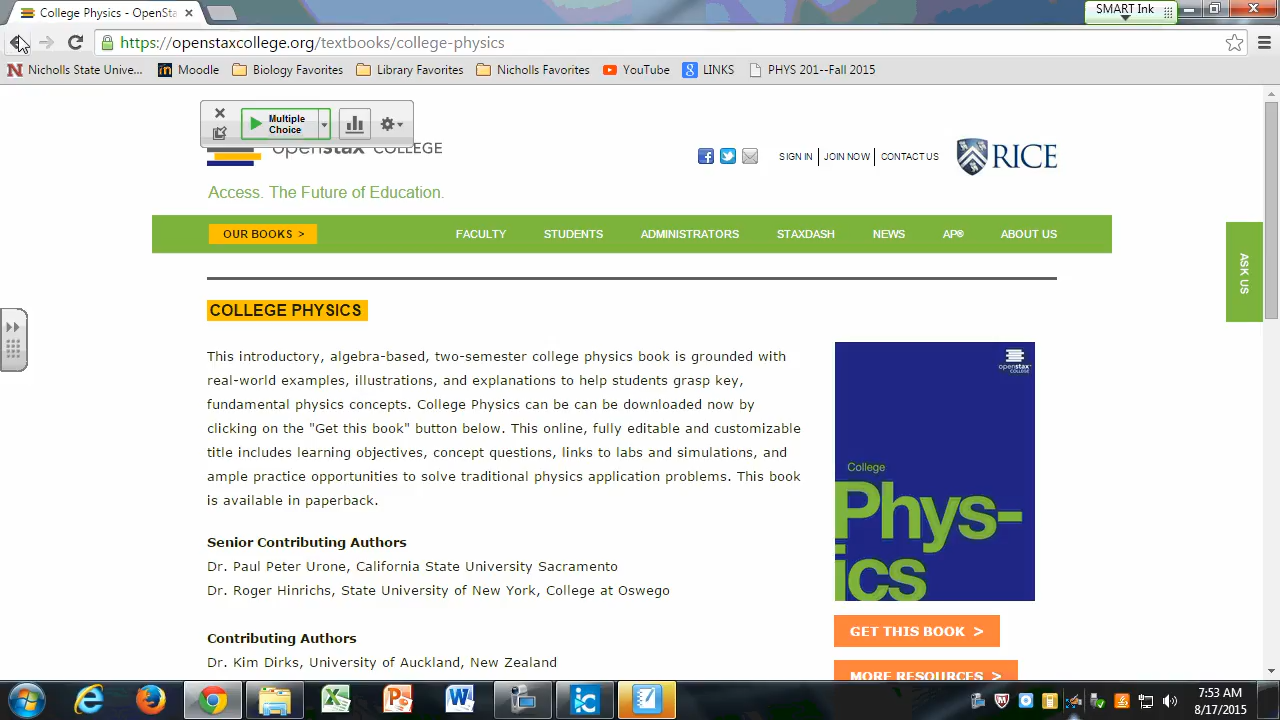 College Physics - OpenSta
SMART Ink
https://openstaxcollege.org/textbooks/college-physics
Nicholls State Unive...
Moodle
Biology Favorites
Library Favorites
Nicholls Favorites
YouTube
LINKS
PHYS 201--Fall 2015
Multiple
Choice
openstax COLLEGE
SIGN IN
JOIN NOW
CONTACT US
RICE
Access. The Future of Education.
OUR BOOKS >
FACULTY
STUDENTS
ADMINISTRATORS
STAXDASH
NEWS
AP®
ABOUT US
ASK US
COLLEGE PHYSICS
This introductory, algebra-based, two-semester college physics book is grounded with
real-world examples, illustrations, and explanations to help students grasp key,
fundamental physics concepts. College Physics can be can be downloaded now by
clicking on the "Get this book" button below. This online, fully editable and customizable
title includes learning objectives, concept questions, links to labs and simulations, and
ample practice opportunities to solve traditional physics application problems. This book
is available in paperback.
Senior Contributing Authors
Dr. Paul Peter Urone, California State University Sacramento
Dr. Roger Hinrichs, State University of New York, College at Oswego
Contributing Authors
Dr. Kim Dirks, University of Auckland, New Zealand
openstax
COLLEGE
College
Phys-
ics
GET THIS BOOK >
MORE RESOURCES >
7:53 AM
8/17/2015